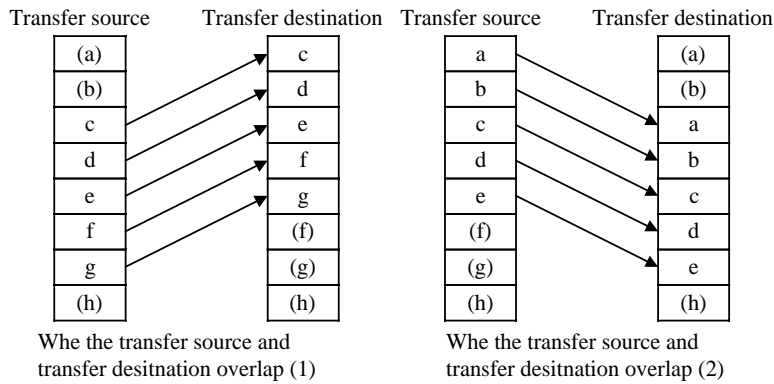 Transfer source Transfer destination Transfer source Transfer destination
(a) c a (a)
(b) d b (b)
c e c a
d f d b
e g e c
f (f) (f) d
g (g) (g) e
(h) (h) (h) (h)
Whe the transfer source and
transfer desitnation overlap (1)
Whe the transfer source and
transfer desitnation overlap (2)